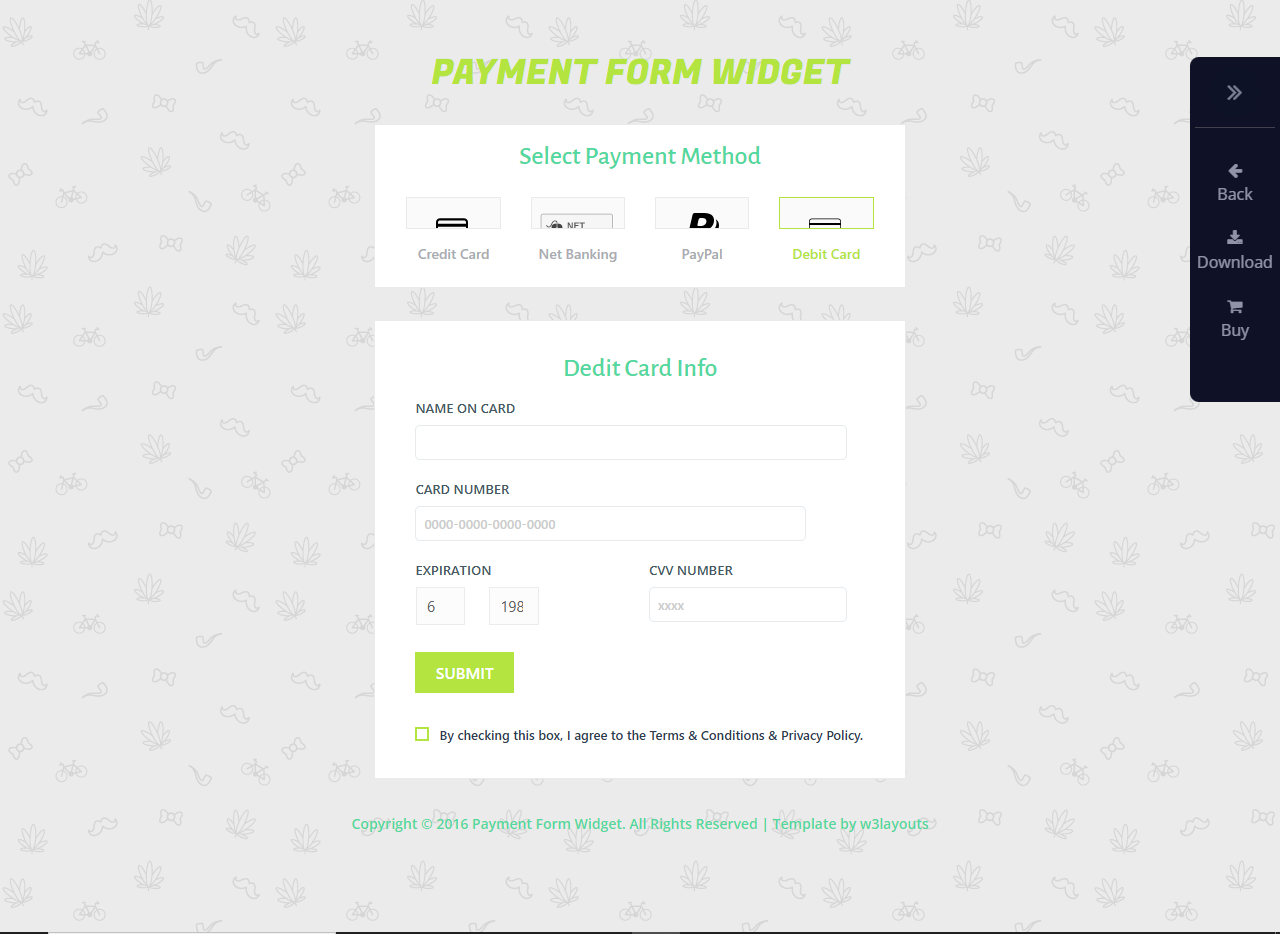 PAYMENT FORM WIDGET
Select Payment Method
NET
Credit Card
Net Banking
PayPal
Debit Card
Back
Download
Buy
Dedit Card Info
NAME ON CARD
CARD NUMBER
0000-0000-0000-0000
EXPIRATION
CVV NUMBER
6
198
xxxx
SUBMIT
By checking this box, I agree to the Terms & Conditions & Privacy Policy.
Copyright © 2016 Payment Form Widget. All Rights Reserved | Template by w3layouts